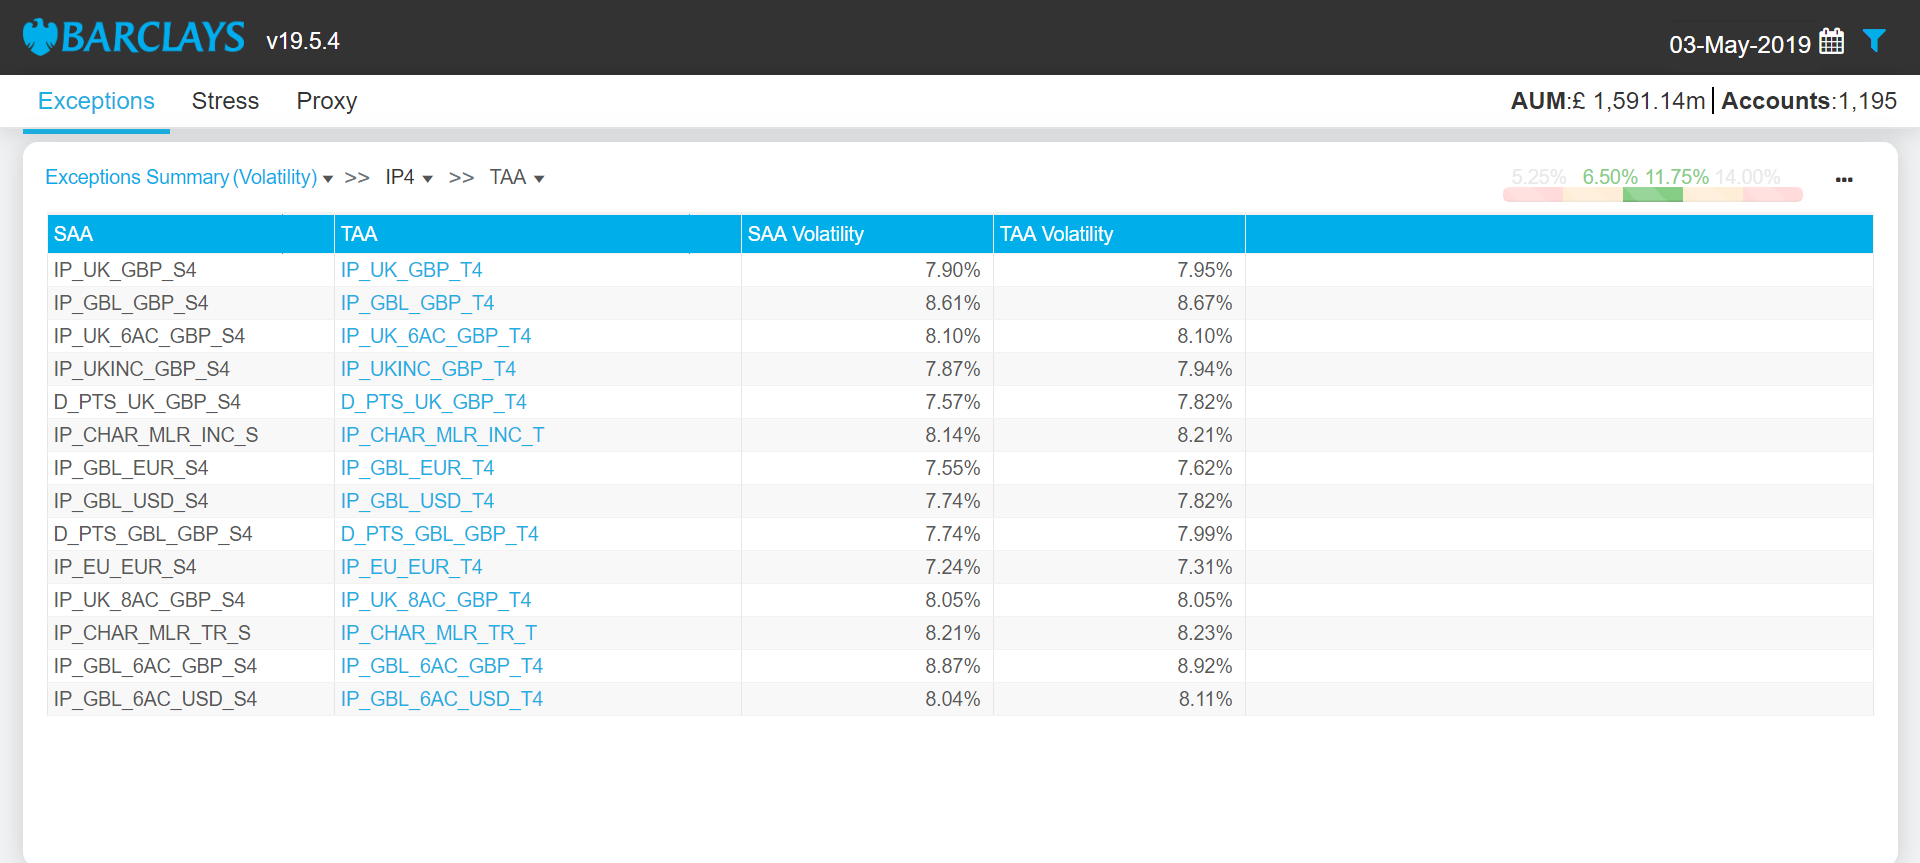 BARCLAYS v19.5.4 03-May-2019
Exceptions Stress Proxy AUM:£ 1,591.14m Accounts:1,195
Exceptions Summary (Volatility) >> IP4 >> TAA 5.25% 6.50% 11.75% 14.00% ...
SAA TAA SAA Volatility TAA Volatility
IP_UK_GBP_S4 IP_UK_GBP_T4 7.90% 7.95%
IP_GBL_GBP_S4 IP_GBL_GBP_T4 8.61% 8.67%
IP_UK_6AC_GBP_S4 IP_UK_6AC_GBP_T4 8.10% 8.10%
IP_UKINC_GBP_S4 IP_UKINC_GBP_T4 7.87% 7.94%
D_PTS_UK_GBP_S4 D_PTS_UK_GBP_T4 7.57% 7.82%
IP_CHAR_MLR_INC_S IP_CHAR_MLR_INC_T 8.14% 8.21%
IP_GBL_EUR_S4 IP_GBL_EUR_T4 7.55% 7.62%
IP_GBL_USD_S4 IP_GBL_USD_T4 7.74% 7.82%
D_PTS_GBL_GBP_S4 D_PTS_GBL_GBP_T4 7.74% 7.99%
IP_EU_EUR_S4 IP_EU_EUR_T4 7.24% 7.31%
IP_UK_8AC_GBP_S4 IP_UK_8AC_GBP_T4 8.05% 8.05%
IP_CHAR_MLR_TR_S IP_CHAR_MLR_TR_T 8.21% 8.23%
IP_GBL_6AC_GBP_S4 IP_GBL_6AC_GBP_T4 8.87% 8.92%
IP_GBL_6AC_USD_S4 IP_GBL_6AC_USD_T4 8.04% 8.11%